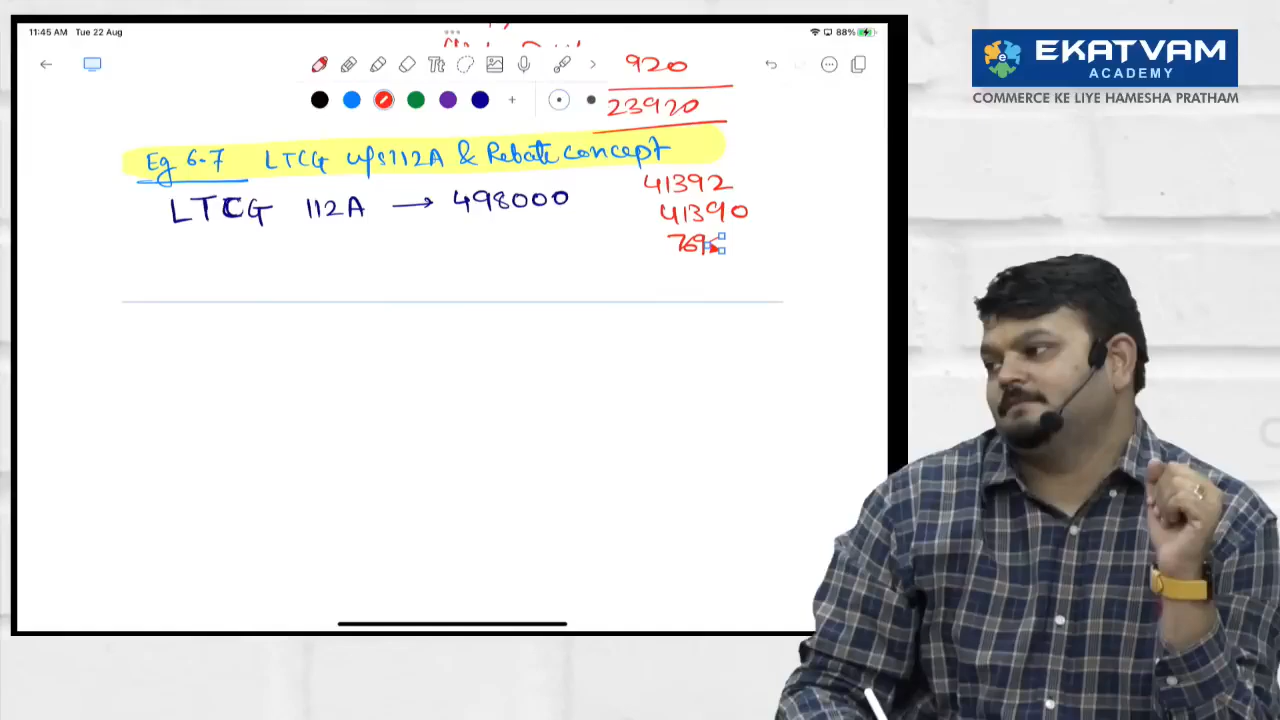 11:45 AM Tue 22 Aug
88%
EKATVAM
ACADEMY
COMMERCE KE LIYE HAMESHA PRATHAM
Tt
920
23920
Eg 6.7 LTCG u/s 112A & Rebate concept
41392
LTCG 112A → 498000
41390